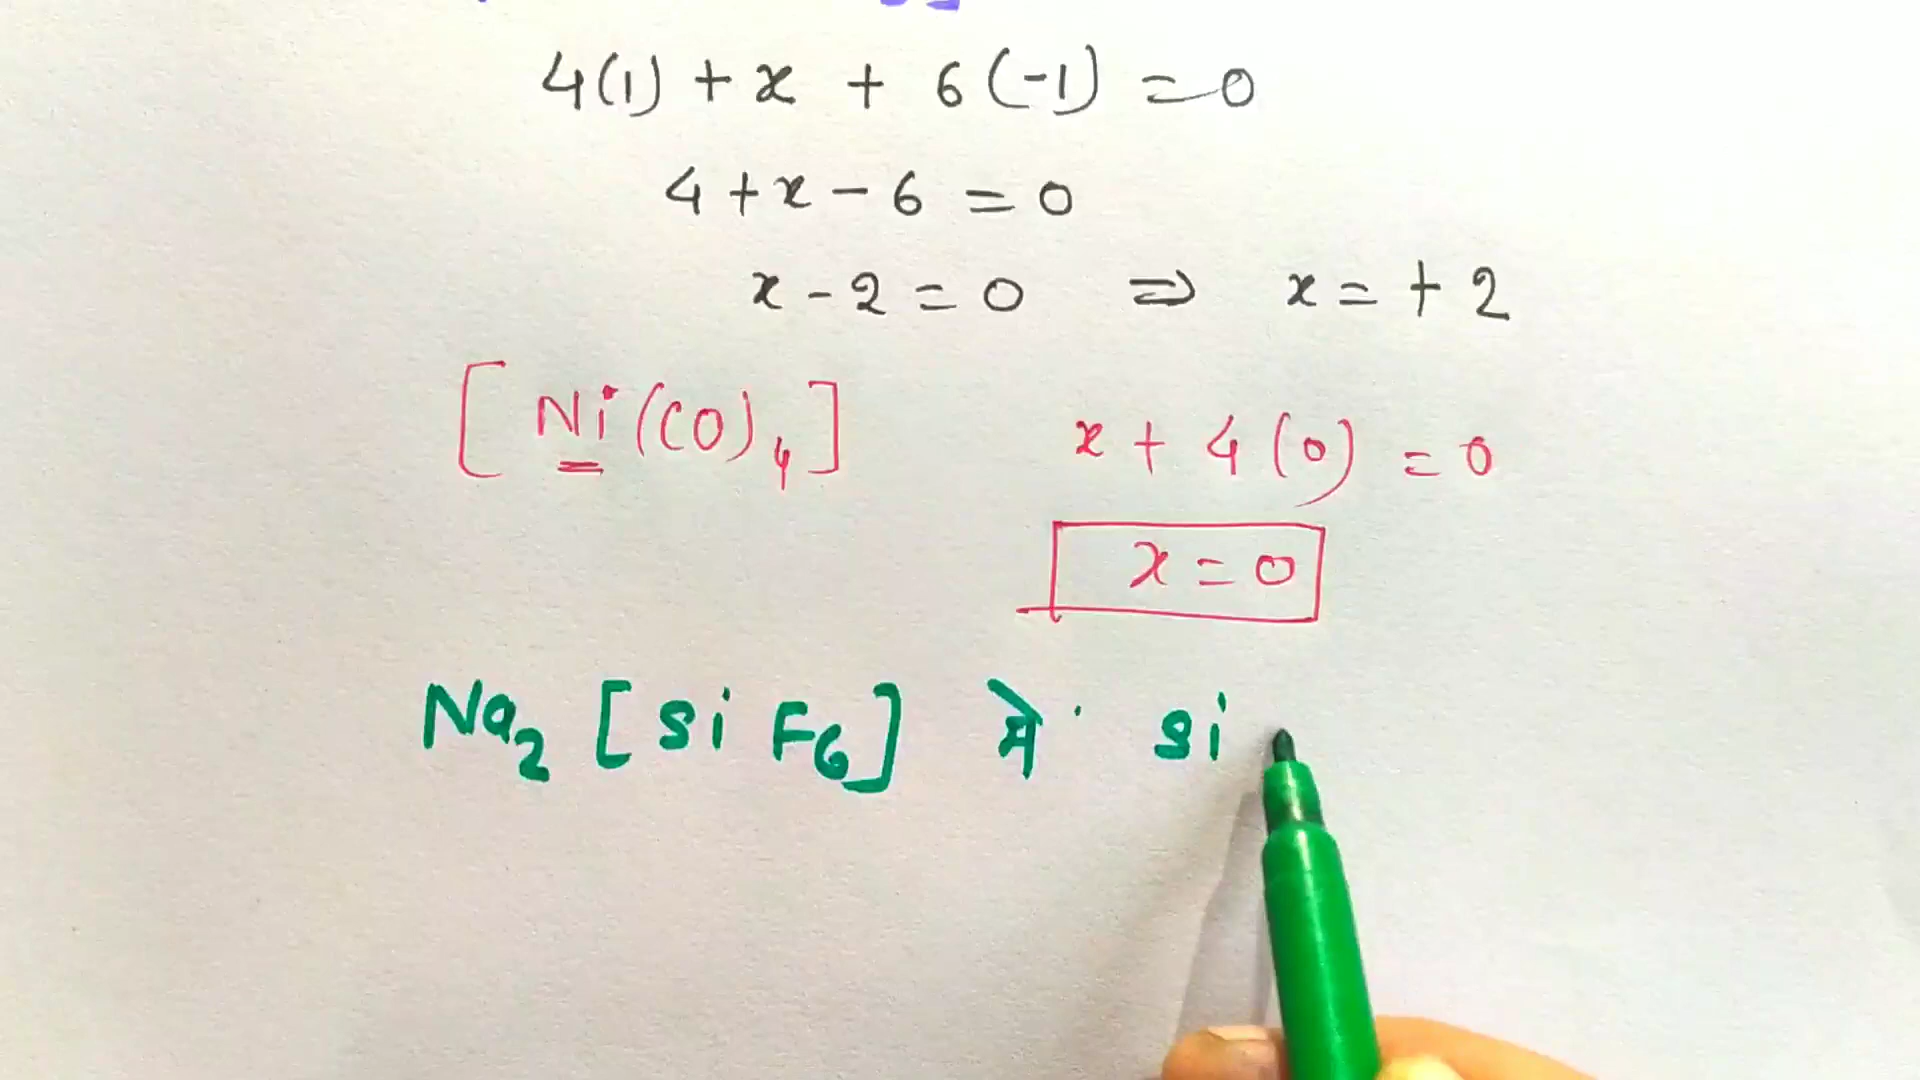 4(1) + x + 6(-1) = 0
4 + x - 6 = 0
x - 2 = 0 ⇒ x = + 2
[Ni(CO)4] x + 4(0) = 0
x = 0
Na2 [si F6] में si